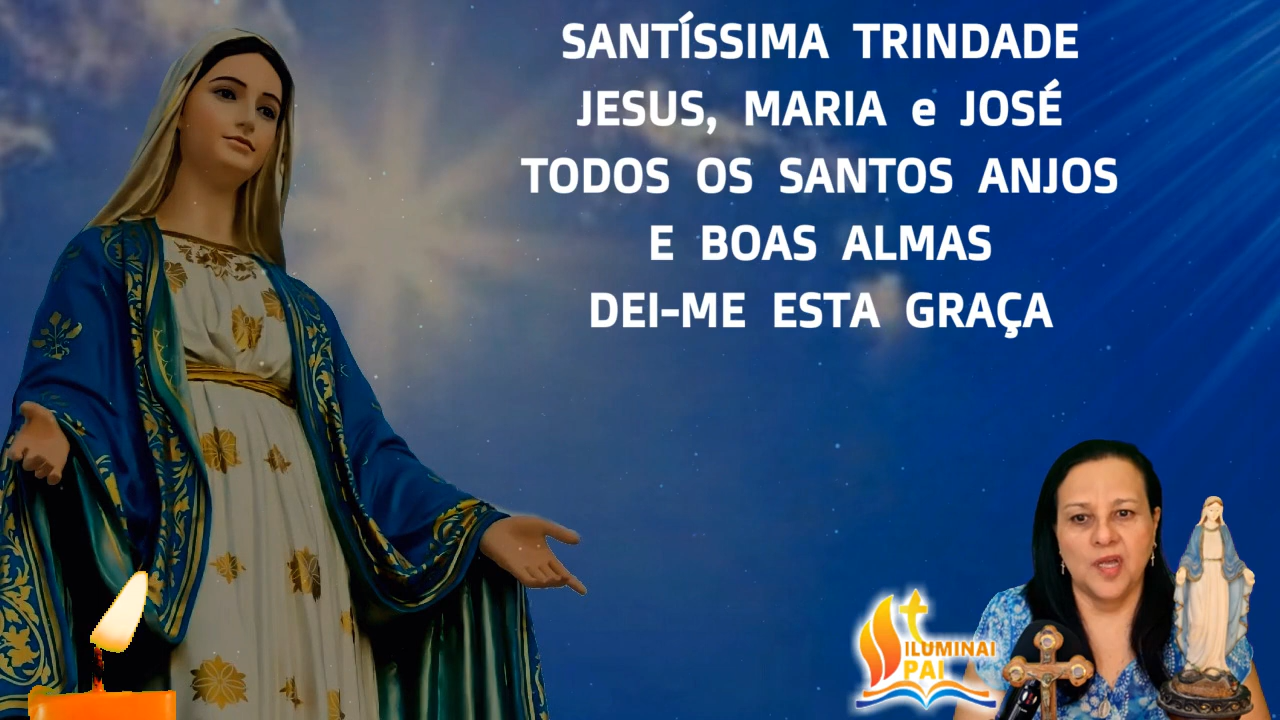 SANTÍSSIMA TRINDADE
JESUS, MARIA e JOSÉ
TODOS OS SANTOS ANJOS
E BOAS ALMAS
DEI-ME ESTA GRAÇA
ILUMINAI
PAI